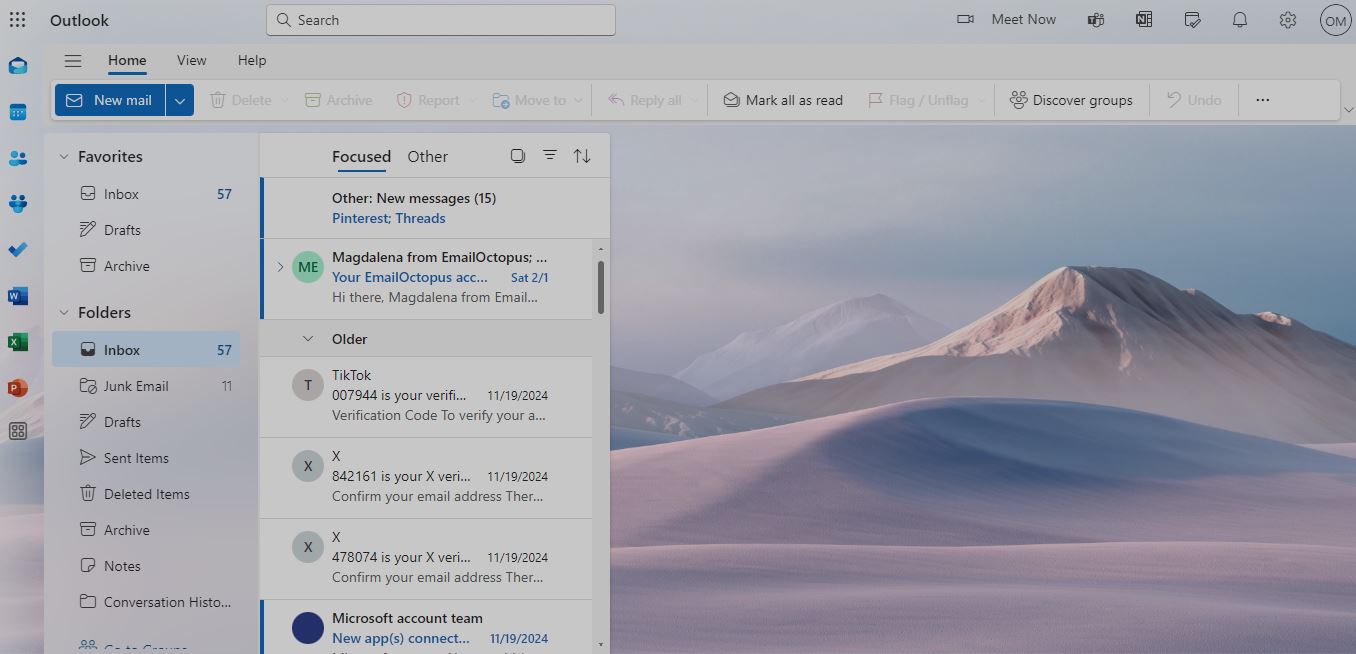 Outlook
Search
Meet Now
OM
Home
View
Help
New mail
Delete
Archive
Report
Move to
Reply all
Mark all as read
Flag / Unflag
Discover groups
Undo
Favorites
Inbox 57
Drafts
Archive
Folders
Inbox 57
Junk Email 11
Drafts
Sent Items
Deleted Items
Archive
Notes
Conversation Histo...
Go to Groups
Focused
Other
Other: New messages (15)
Pinterest; Threads
ME
Magdalena from EmailOctopus; ...
Your EmailOctopus acc... Sat 2/1
Hi there, Magdalena from Email...
Older
T
TikTok
007944 is your verifi... 11/19/2024
Verification Code To verify your a...
X
X
842161 is your X veri... 11/19/2024
Confirm your email address Ther...
X
X
478074 is your X veri... 11/19/2024
Confirm your email address Ther...
Microsoft account team
New app(s) connect... 11/19/2024